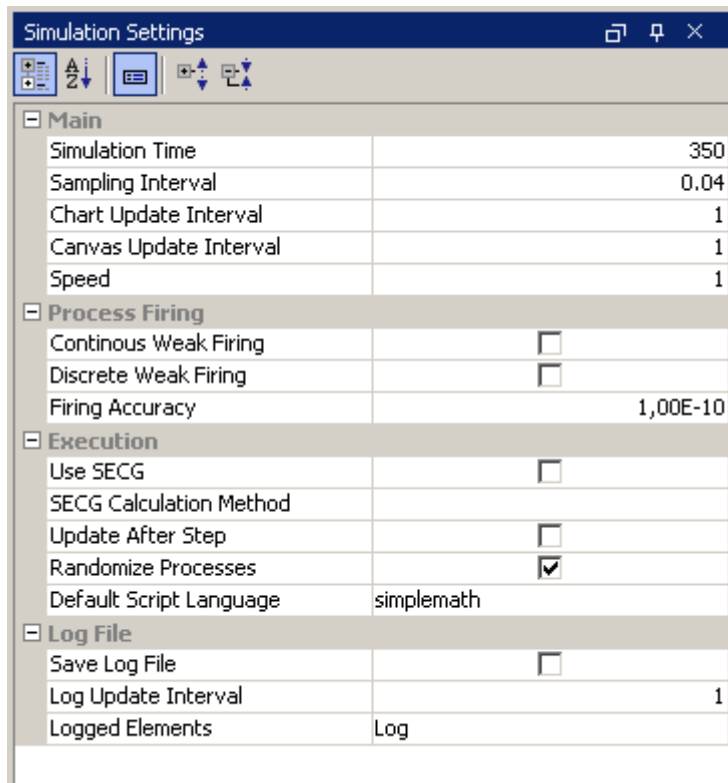 Simulation Settings
Main
Simulation Time 350
Sampling Interval 0.04
Chart Update Interval 1
Canvas Update Interval 1
Speed 1
Process Firing
Continous Weak Firing
Discrete Weak Firing
Firing Accuracy 1,00E-10
Execution
Use SECG
SECG Calculation Method
Update After Step
Randomize Processes
Default Script Language simplemath
Log File
Save Log File
Log Update Interval 1
Logged Elements Log